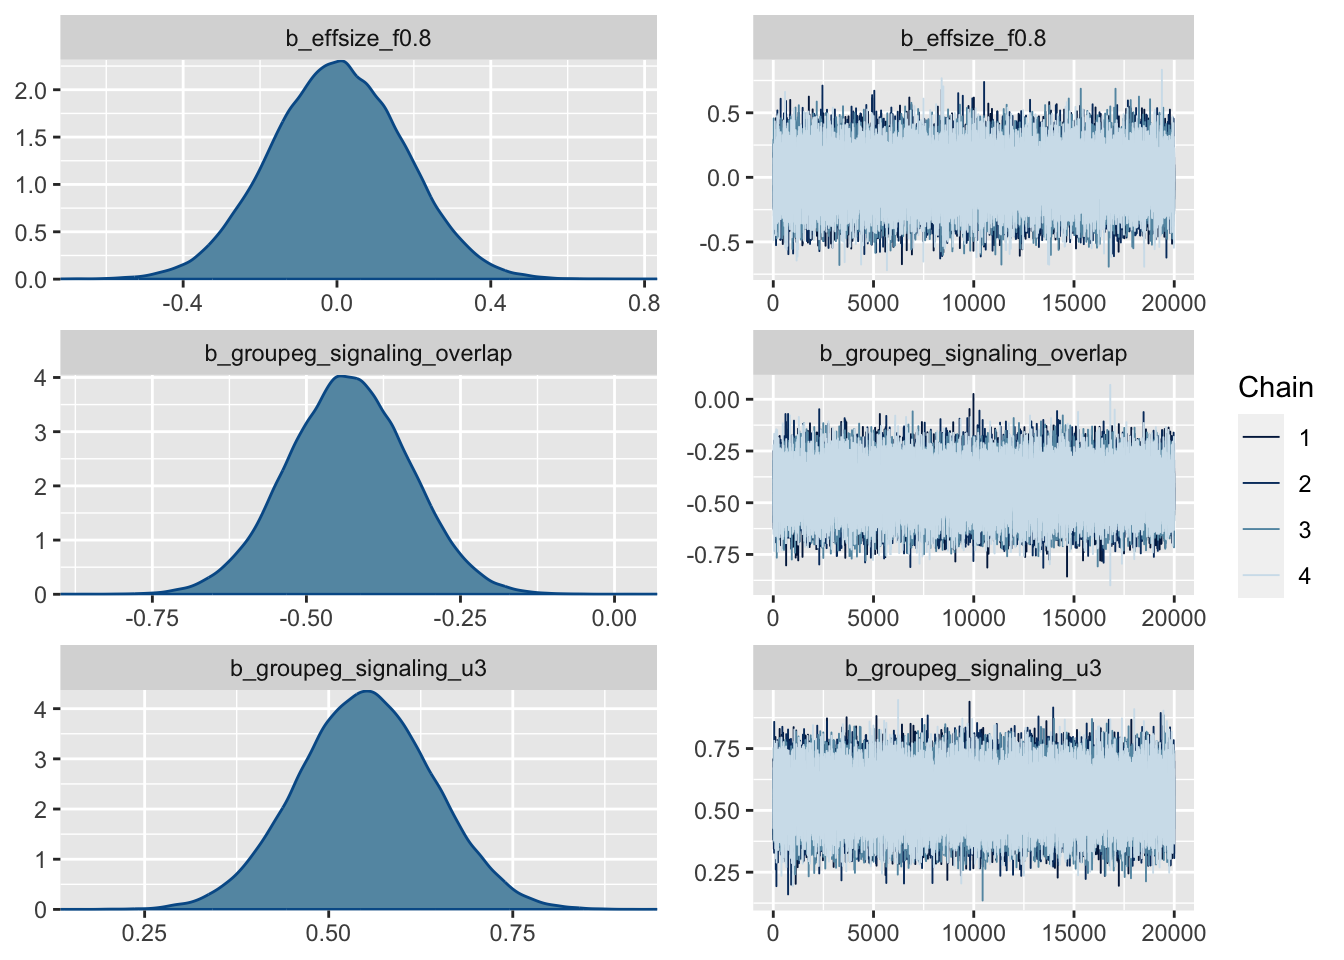 b_effsize_f0.8
2.0
1.5
1.0
0.5
0.0
-0.4 0.0 0.4 0.8
b_effsize_f0.8
0.5
0.0
-0.5
0 5000 10000 15000 20000
b_groupeg_signaling_overlap
4
3
2
1
0
-0.75 -0.50 -0.25 0.00
b_groupeg_signaling_overlap
0.00
-0.25
-0.50
-0.75
0 5000 10000 15000 20000
b_groupeg_signaling_u3
4
3
2
1
0
0.25 0.50 0.75
b_groupeg_signaling_u3
0.75
0.50
0.25
0 5000 10000 15000 20000
Chain
1
2
3
4